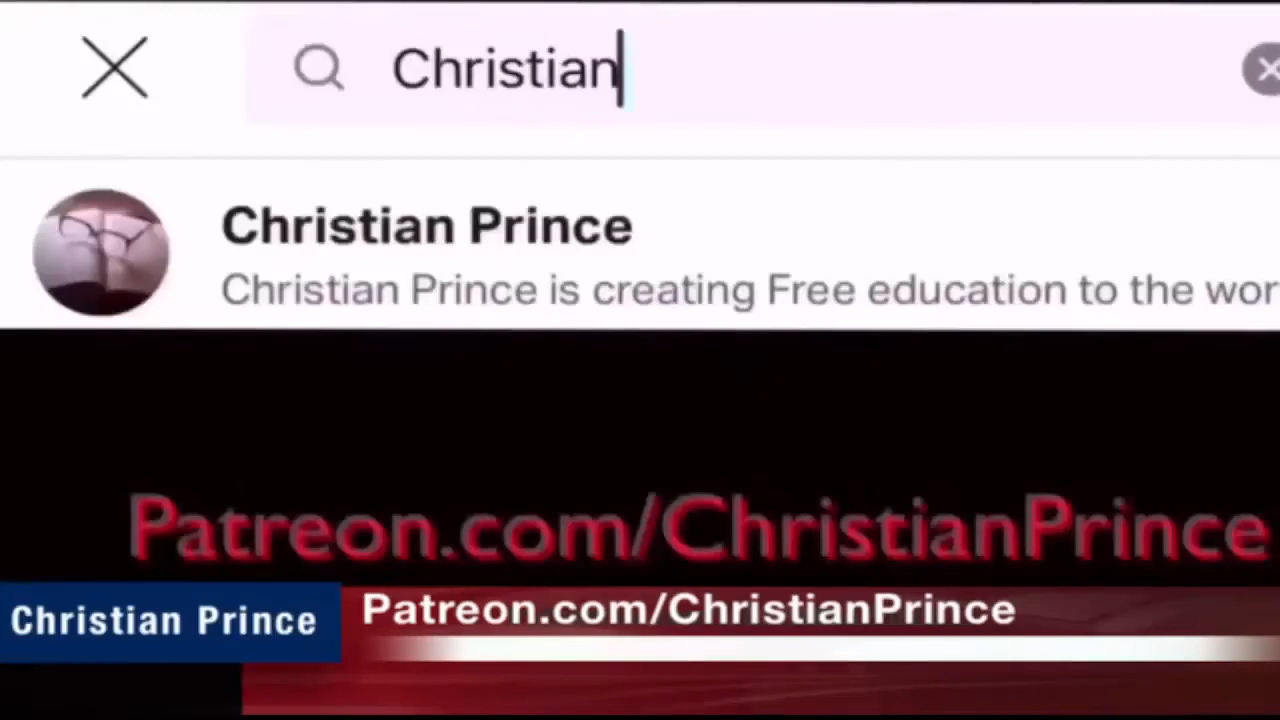 Christian
Christian Prince
Christian Prince is creating Free education to the wor
Patreon.com/ChristianPrince
Christian Prince
Patreon.com/ChristianPrince